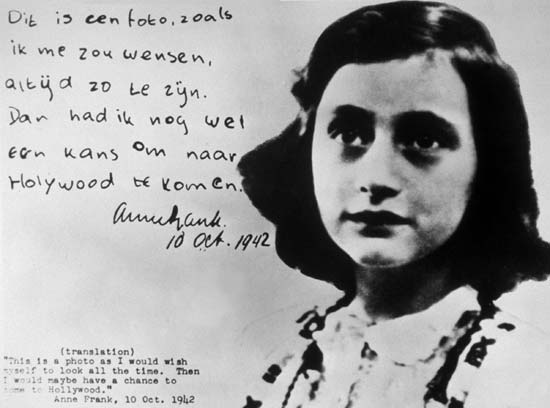 Dit is een foto, zoals
ik me zou wensen,
altijd zo te zijn.
Dan had ik nog wel
een kans om naar
Holywood te komen.
Annefrank.
10 Oct. 1942
(translation)
"This is a photo as I would wish
myself to look all the time. Then
I would maybe have a chance to
come to Hollywood."
Anne Frank, 10 Oct. 1942